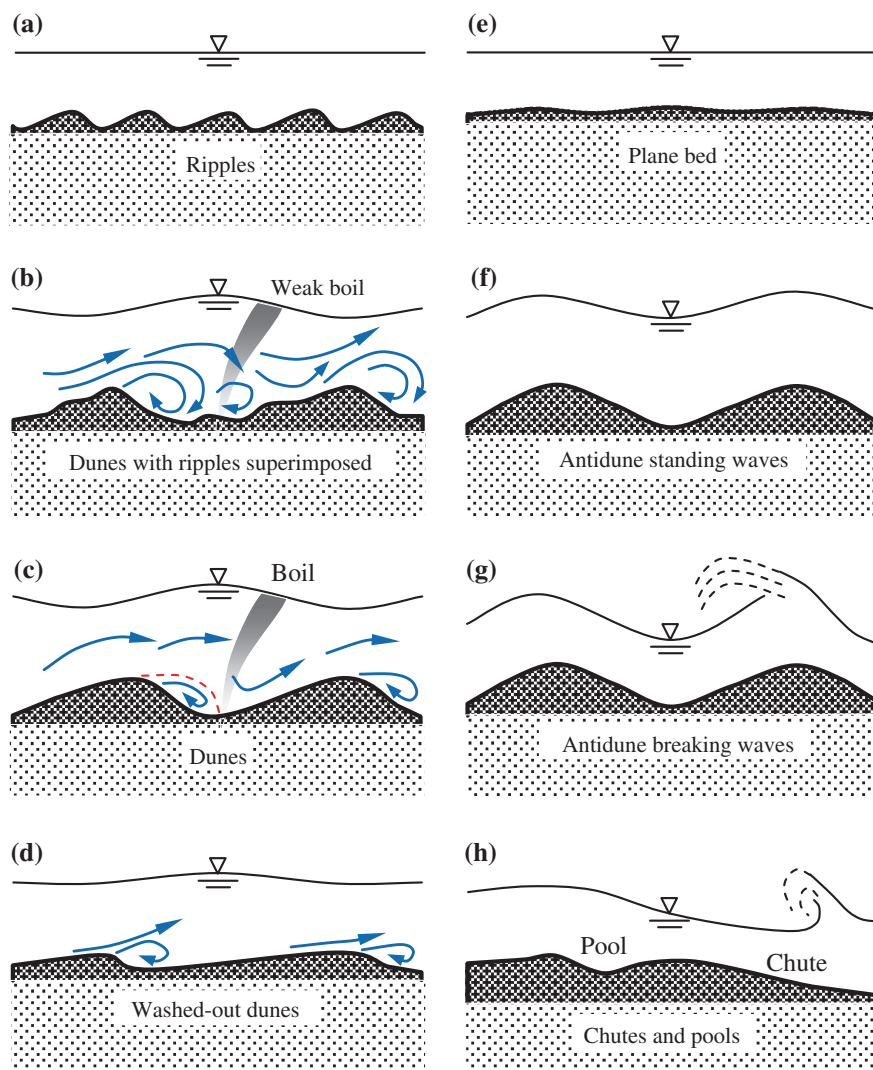 (a)
Ripples
(b)
Weak boil
Dunes with ripples superimposed
(c)
Boil
Dunes
(d)
Washed-out dunes
(e)
Plane bed
(f)
Antidune standing waves
(g)
Antidune breaking waves
(h)
Pool
Chute
Chutes and pools